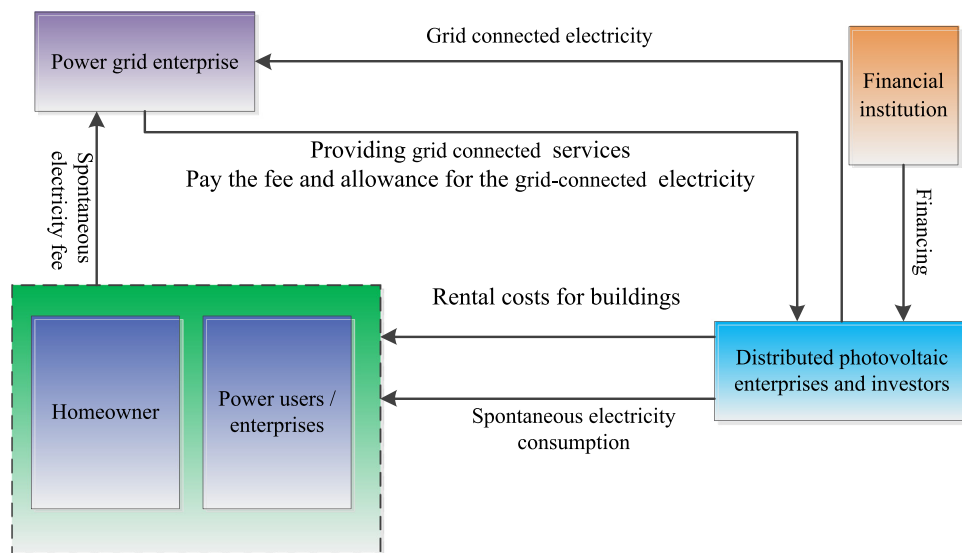 Grid connected electricity
Power grid enterprise
Financial
institution
Providing grid connected services
Pay the fee and allowance for the grid-connected electricity
Spontaneous
electricity fee
Financing
Rental costs for buildings
Distributed photovoltaic
enterprises and investors
Homeowner
Power users /
enterprises
Spontaneous electricity
consumption